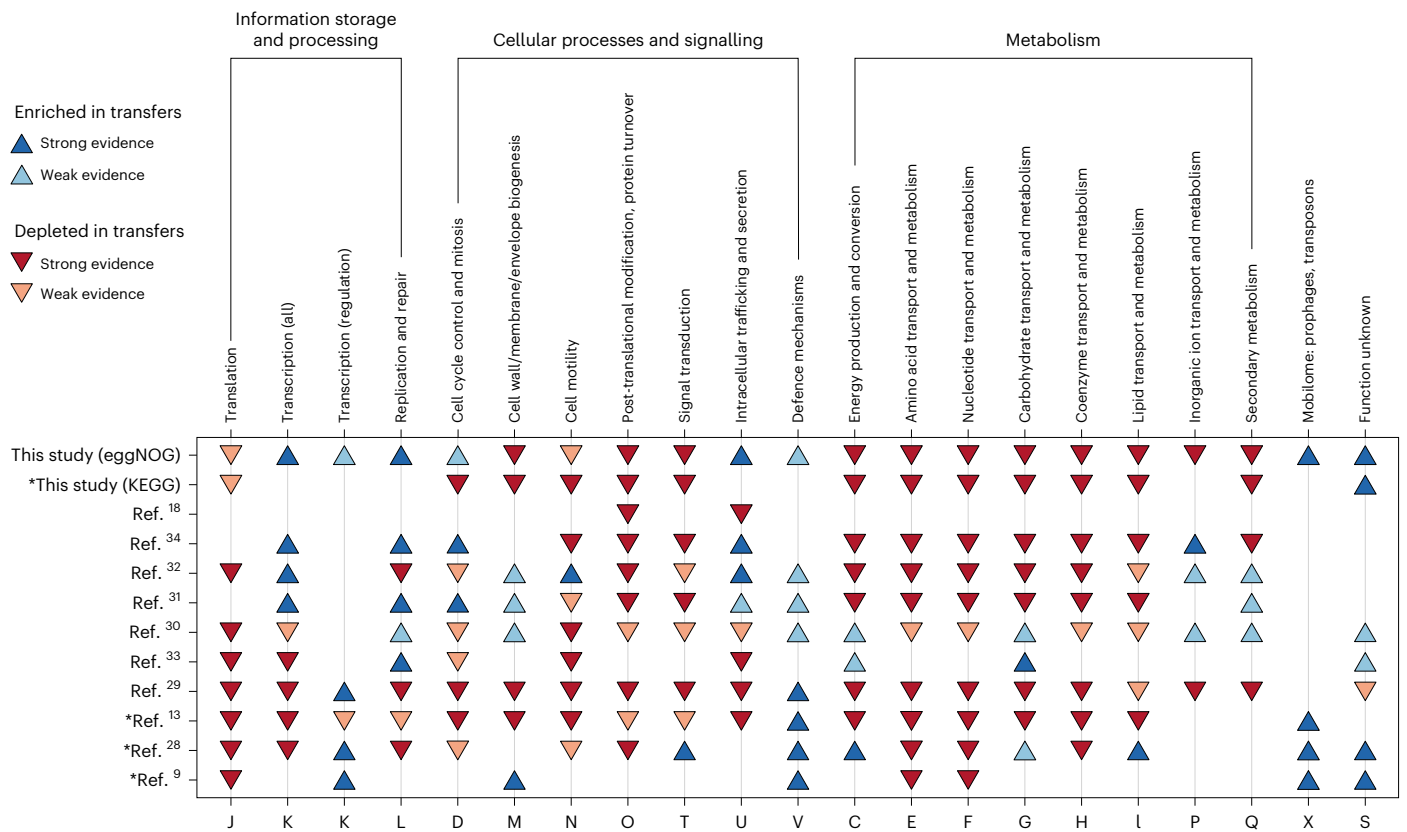 Information storage
and processing
Cellular processes and signalling
Metabolism
Enriched in transfers
Strong evidence
Weak evidence
Depleted in transfers
Strong evidence
Weak evidence
Translation
Transcription (all)
Transcription (regulation)
Replication and repair
Cell cycle control and mitosis
Cell wall/membrane/envelope biogenesis
Cell motility
Post-translational modification, protein turnover
Signal transduction
Intracellular trafficking and secretion
Defence mechanisms
Energy production and conversion
Amino acid transport and metabolism
Nucleotide transport and metabolism
Carbohydrate transport and metabolism
Coenzyme transport and metabolism
Lipid transport and metabolism
Inorganic ion transport and metabolism
Secondary metabolism
Mobilome: prophages, transposons
Function unknown
This study (eggNOG)
*This study (KEGG)
Ref. 18
Ref. 34
Ref. 32
Ref. 31
Ref. 30
Ref. 33
Ref. 29
*Ref. 13
*Ref. 28
*Ref. 9
J K K L D M N O T U V C E F G H l P Q X S